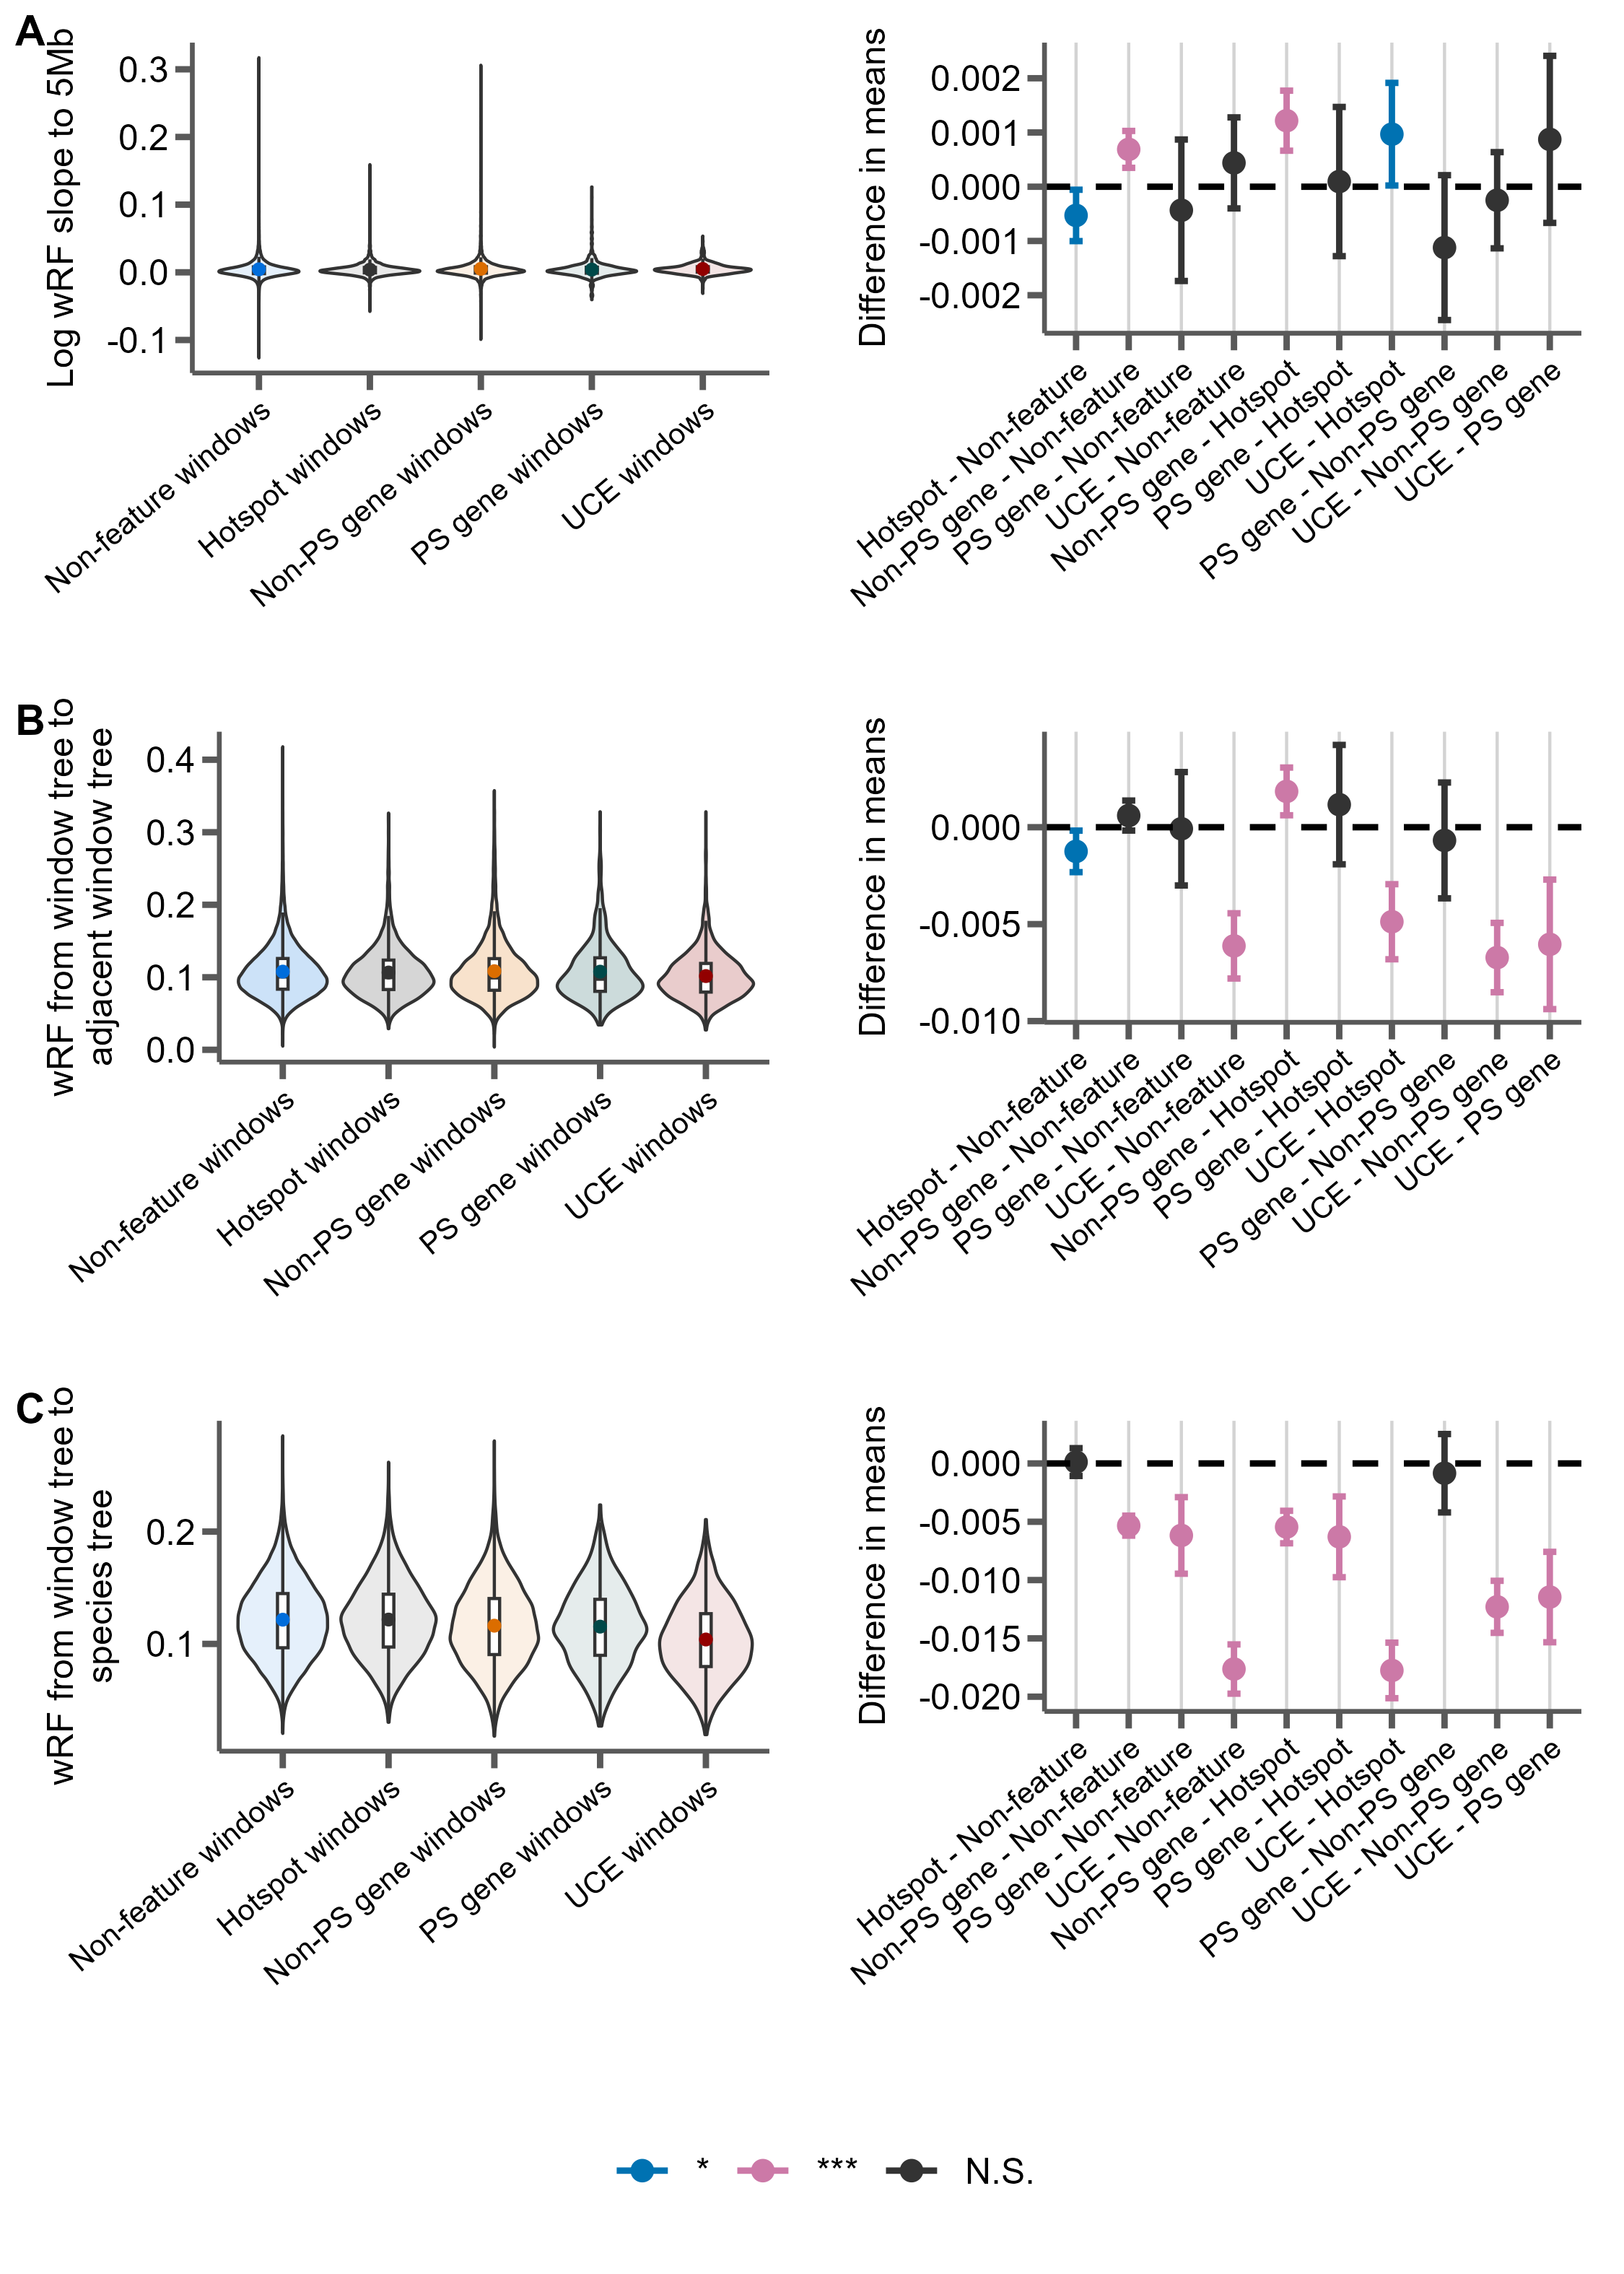 A
Log wRF slope to 5Mb
0.3
0.2
0.1
0.0
-0.1
Non-feature windows
Hotspot windows
Non-PS gene windows
PS gene windows
UCE windows
Difference in means
0.002
0.001
0.000
-0.001
-0.002
Hotspot - Non-feature
Non-PS gene - Non-feature
PS gene - Non-feature
UCE - Non-feature
Non-PS gene - Hotspot
PS gene - Hotspot
UCE - Hotspot
PS gene - Non-PS gene
UCE - Non-PS gene
UCE - PS gene
B
wRF from window tree to
adjacent window tree
0.4
0.3
0.2
0.1
0.0
Non-feature windows
Hotspot windows
Non-PS gene windows
PS gene windows
UCE windows
Difference in means
0.000
-0.005
-0.010
Hotspot - Non-feature
Non-PS gene - Non-feature
PS gene - Non-feature
UCE - Non-feature
Non-PS gene - Hotspot
PS gene - Hotspot
UCE - Hotspot
PS gene - Non-PS gene
UCE - Non-PS gene
UCE - PS gene
C
wRF from window tree to
species tree
0.2
0.1
Non-feature windows
Hotspot windows
Non-PS gene windows
PS gene windows
UCE windows
Difference in means
0.000
-0.005
-0.010
-0.015
-0.020
Hotspot - Non-feature
Non-PS gene - Non-feature
PS gene - Non-feature
UCE - Non-feature
Non-PS gene - Hotspot
PS gene - Hotspot
UCE - Hotspot
PS gene - Non-PS gene
UCE - Non-PS gene
UCE - PS gene
* *** N.S.